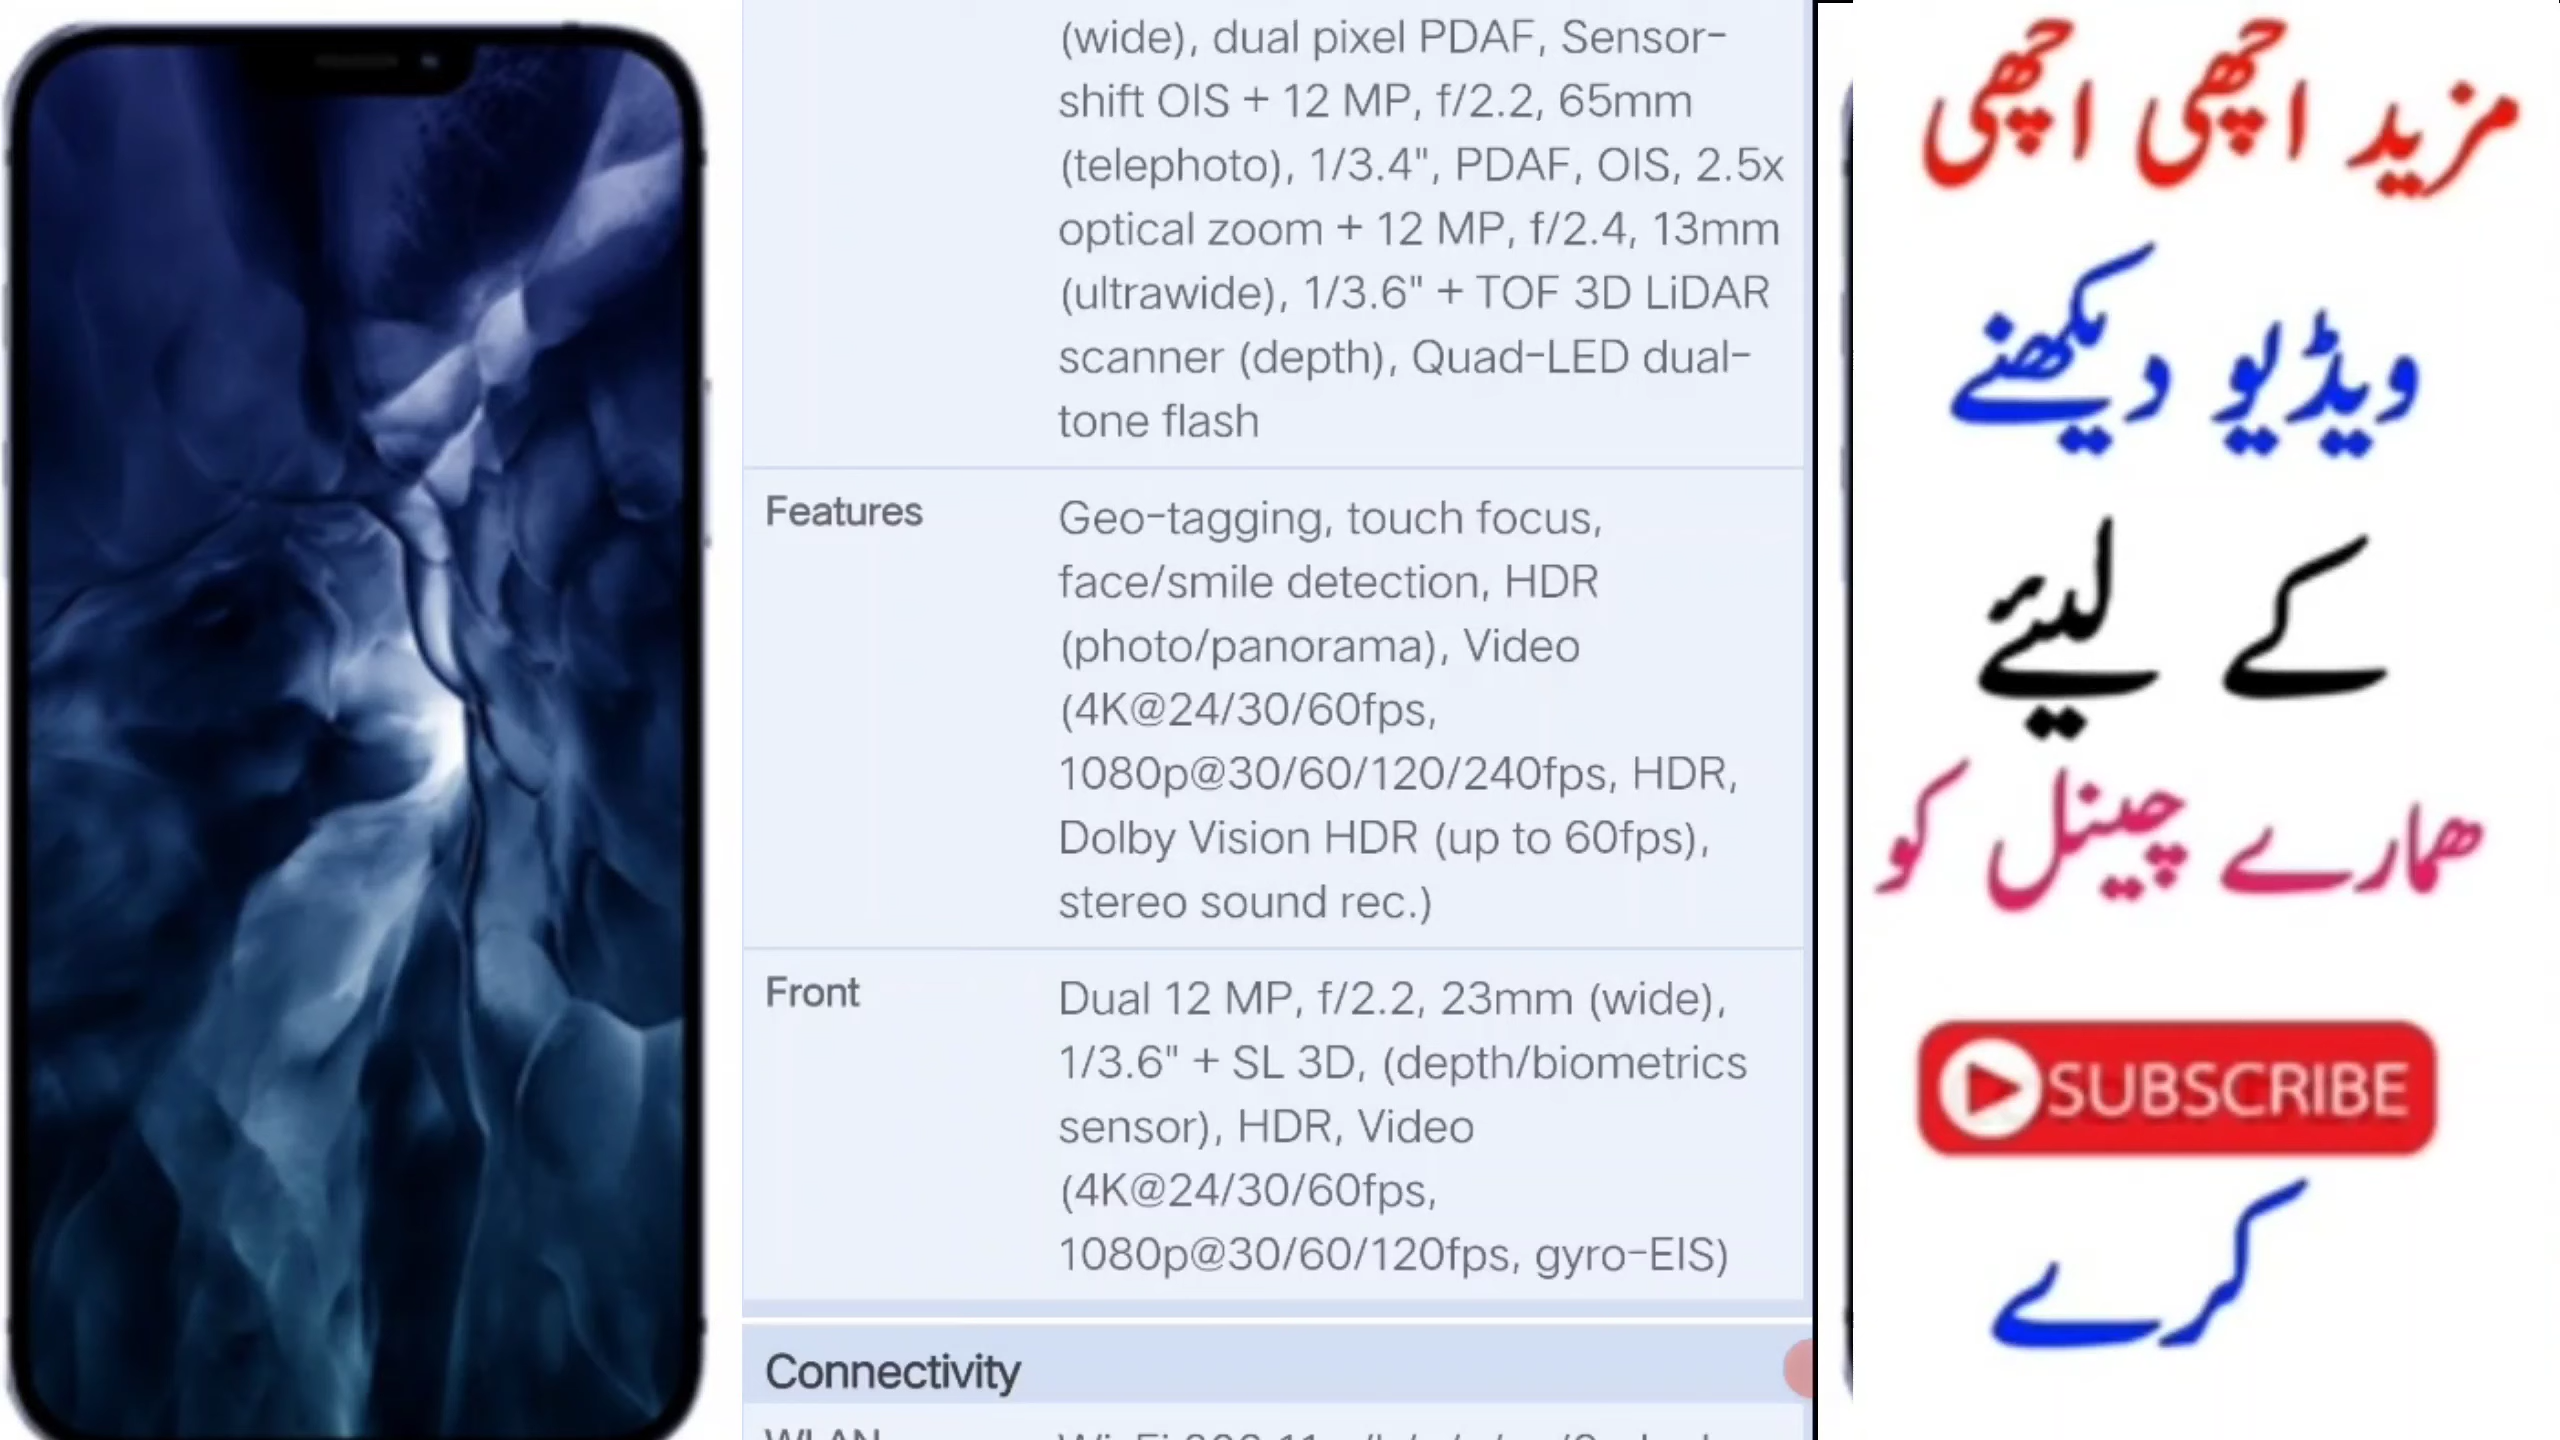 (wide), dual pixel PDAF, Sensor-
shift OIS + 12 MP, f/2.2, 65mm
(telephoto), 1/3.4", PDAF, OIS, 2.5x
optical zoom + 12 MP, f/2.4, 13mm
(ultrawide), 1/3.6" + TOF 3D LiDAR
scanner (depth), Quad-LED dual-
tone flash
Features
Geo-tagging, touch focus,
face/smile detection, HDR
(photo/panorama), Video
(4K@24/30/60fps,
1080p@30/60/120/240fps, HDR,
Dolby Vision HDR (up to 60fps),
stereo sound rec.)
Front
Dual 12 MP, f/2.2, 23mm (wide),
1/3.6" + SL 3D, (depth/biometrics
sensor), HDR, Video
(4K@24/30/60fps,
1080p@30/60/120fps, gyro-EIS)
Connectivity
WLAN
مزید اچھی اچھی
ویڈیو دیکھنے
کے لیئے
ھمارے چینل کو
SUBSCRIBE
کرے